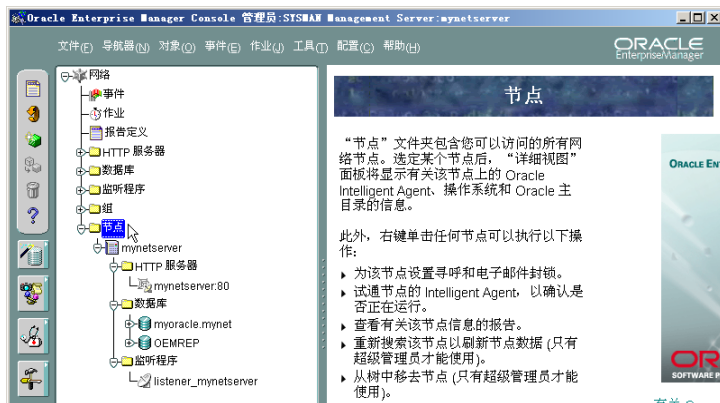 Oracle Enterprise Manager Console 管理员:SYSMAN Management Server:mynetserver
文件(F) 导航器(N) 对象(O) 事件(E) 作业(J) 工具(T) 配置(C) 帮助(H)
ORACLE
EnterpriseManager
网络
事件
作业
报告定义
HTTP 服务器
数据库
监听程序
组
节点
mynetserver
HTTP 服务器
mynetserver:80
数据库
myoracle.mynet
OEMREP
监听程序
listener_mynetserver
节点
“节点”文件夹包含您可以访问的所有网
络节点。选定某个节点后，“详细视图”
面板将显示有关该节点上的 Oracle
Intelligent Agent、操作系统和 Oracle 主
目录的信息。
此外，右键单击任何节点可以执行以下操
作:
为该节点设置寻呼和电子邮件封锁。
试通节点的 Intelligent Agent，以确认是
否正在运行。
查看有关该节点信息的报告。
重新搜索该节点以刷新节点数据 (只有
超级管理员才能使用)。
从树中移去节点 (只有超级管理员才能
使用)。
ORACLE EN
OR
SOFTWARE P